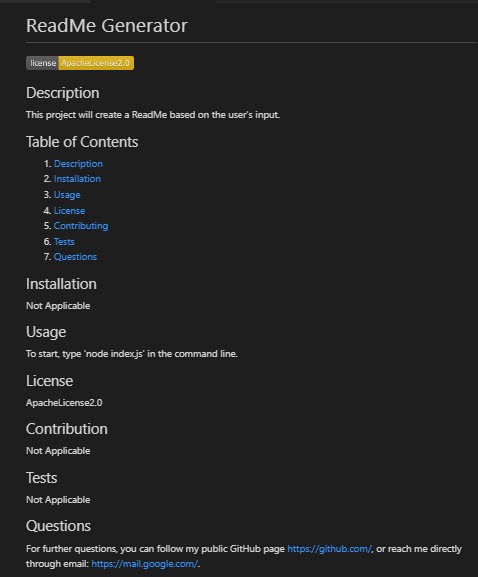 ReadMe Generator
license ApacheLicense2.0
Description
This project will create a ReadMe based on the user's input.
Table of Contents
1. Description
2. Installation
3. Usage
4. License
5. Contributing
6. Tests
7. Questions
Installation
Not Applicable
Usage
To start, type 'node index.js' in the command line.
License
ApacheLicense2.0
Contribution
Not Applicable
Tests
Not Applicable
Questions
For further questions, you can follow my public GitHub page https://github.com/, or reach me directly
through email: https://mail.google.com/.